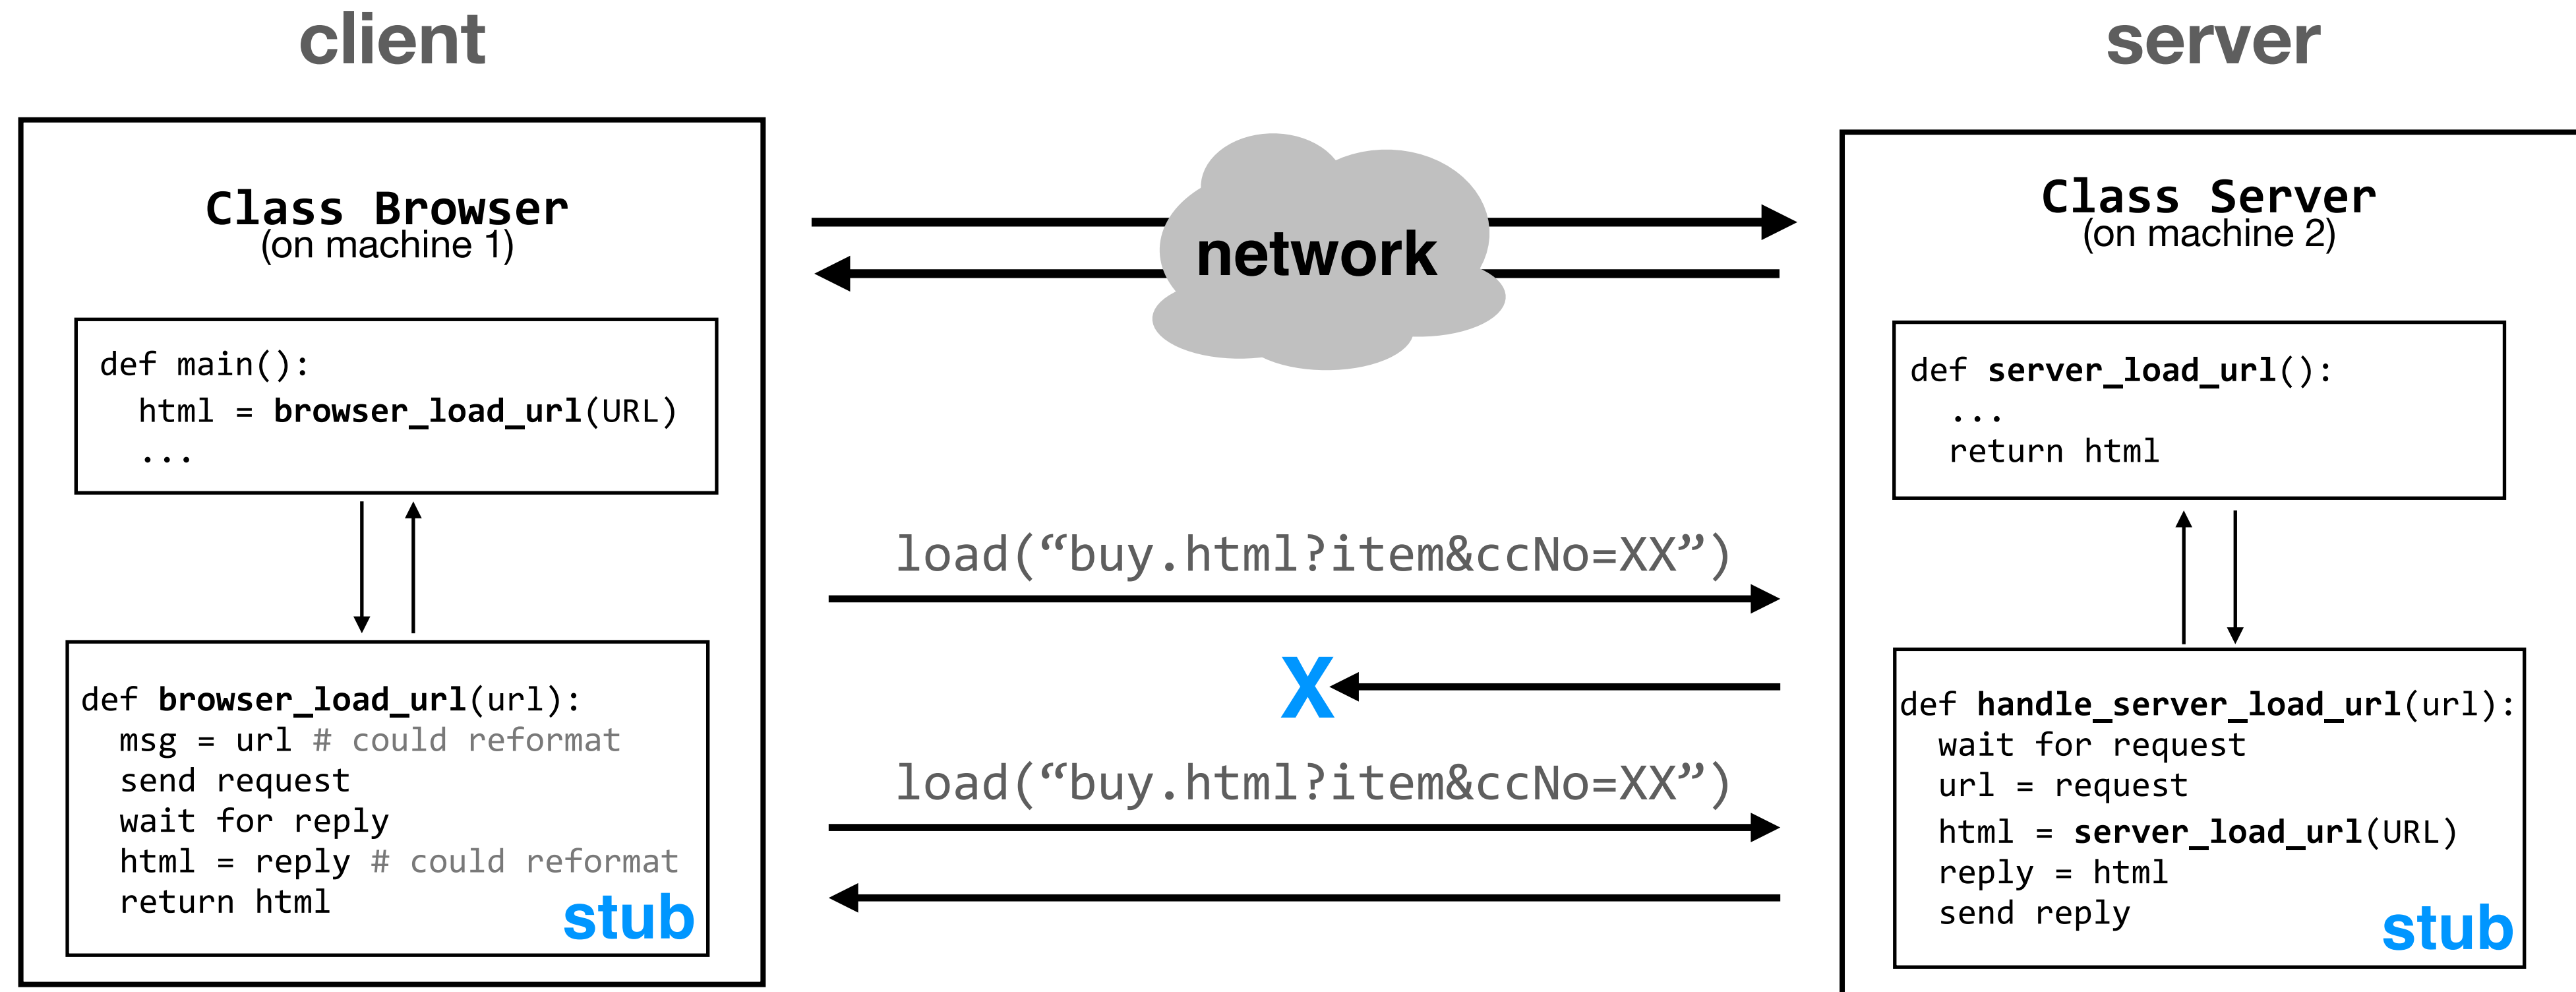 client
server
Class Browser
(on machine 1)
def main():
html = browser_load_url(URL)
...
def browser_load_url(url):
msg = url # could reformat
send request
wait for reply
html = reply # could reformat
return html
stub
network
load(“buy.html?item&ccNo=XX”)
X
load(“buy.html?item&ccNo=XX”)
Class Server
(on machine 2)
def server_load_url():
...
return html
def handle_server_load_url(url):
wait for request
url = request
html = server_load_url(URL)
reply = html
send reply
stub